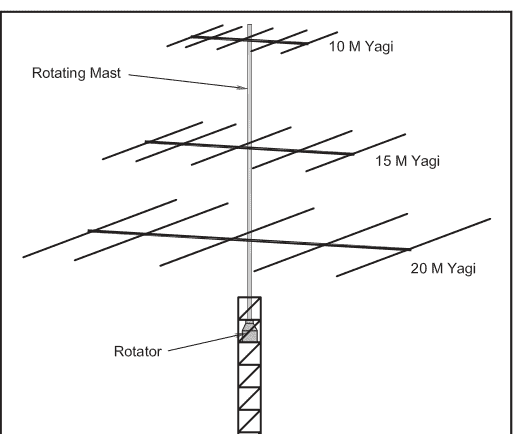 10 M Yagi
Rotating Mast
15 M Yagi
20 M Yagi
Rotator